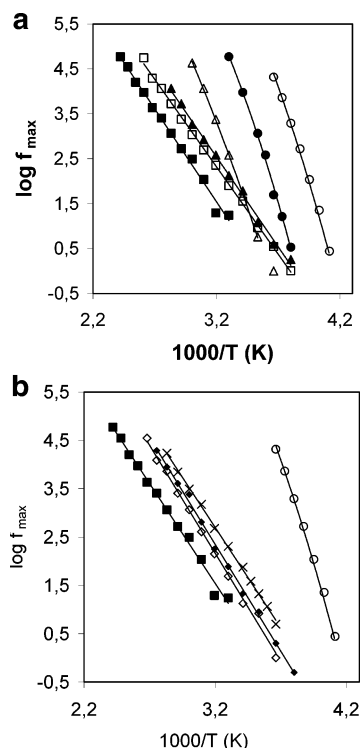 a
5,5
4,5
3,5
2,5
1,5
0,5
-0,5
log f max
2,2 3,2 4,2
1000/T (K)
b
5,5
4,5
3,5
2,5
1,5
0,5
-0,5
log f max
2,2 3,2 4,2
1000/T (K)